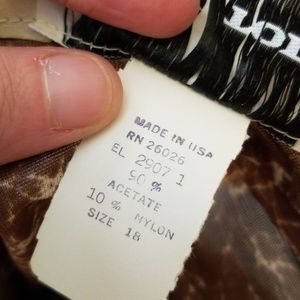 MADE IN USA
RN 26026
EL 2907 1
90 %
ACETATE
10 % NYLON
SIZE 18